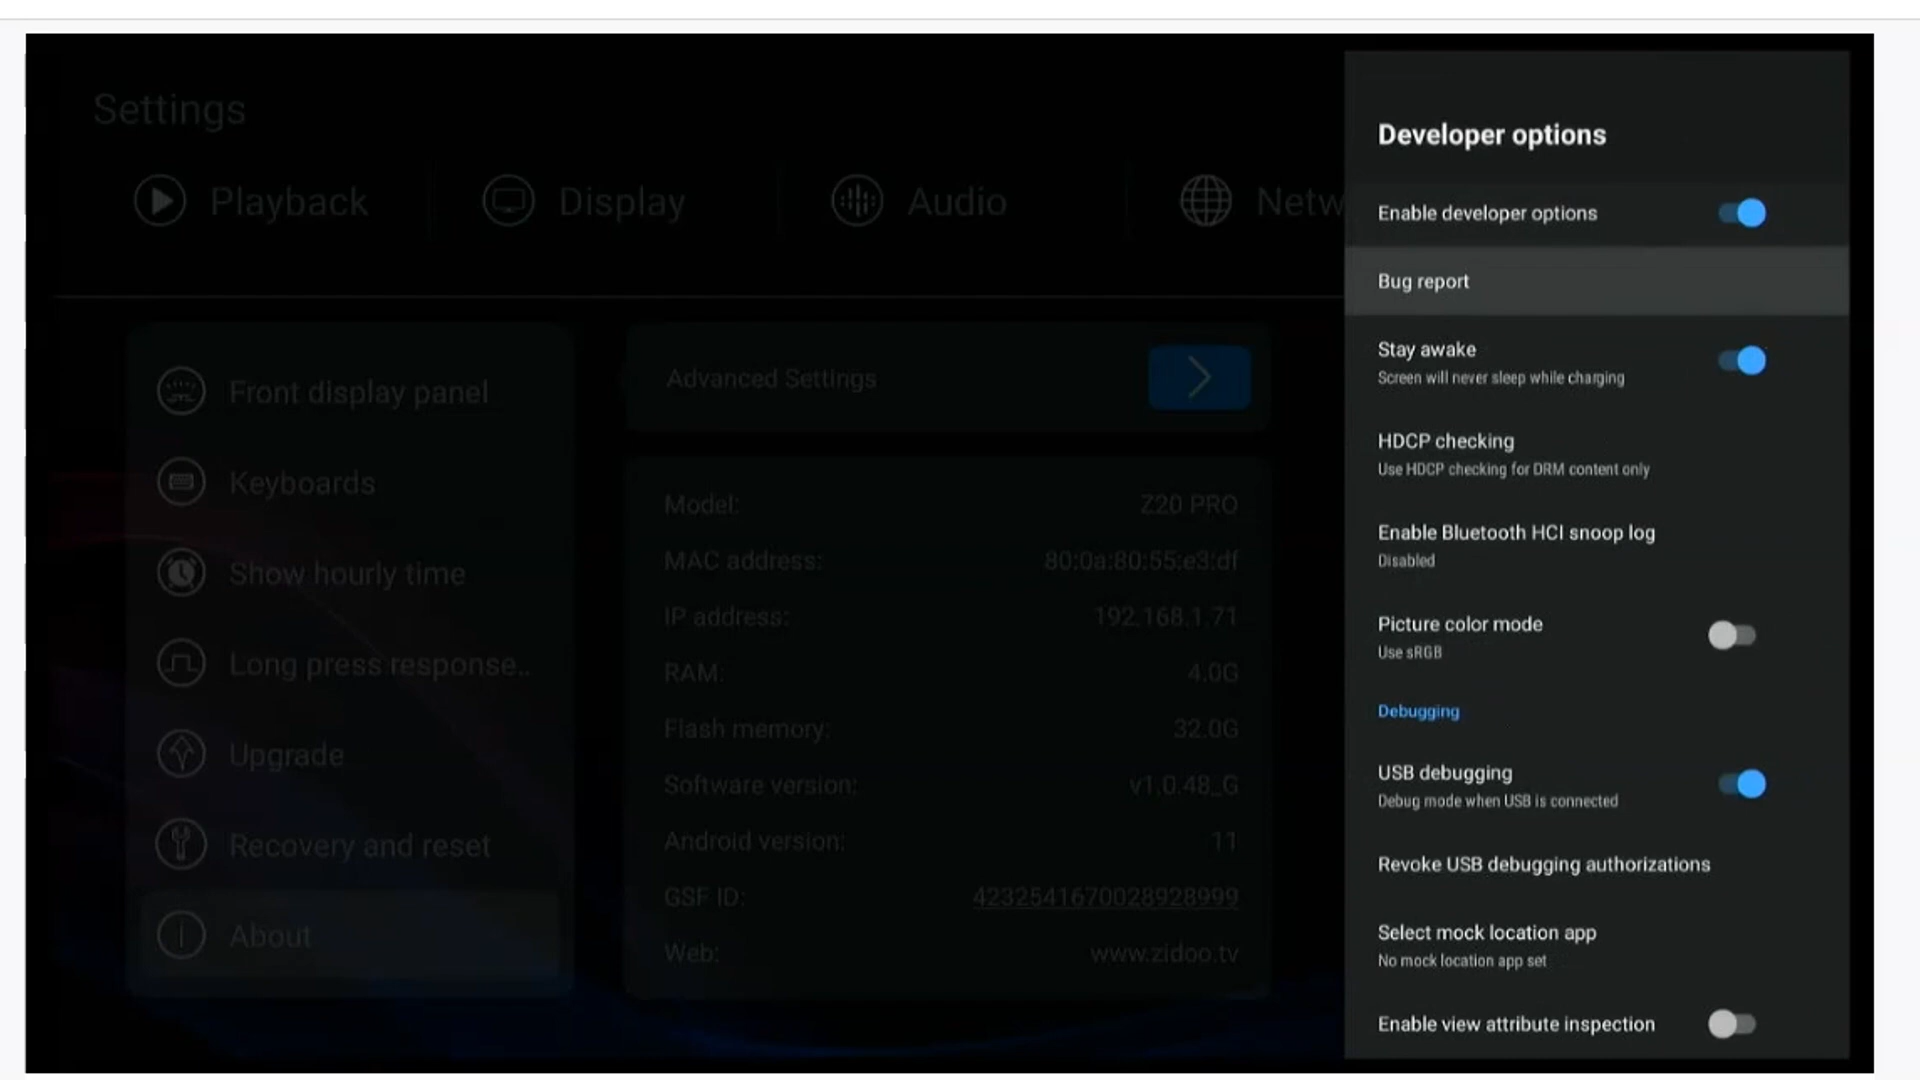 Settings
Playback
Display
Audio
Netw
Front display panel
Keyboards
Show hourly time
Long press response..
Upgrade
Recovery and reset
About
Advanced Settings
Model: Z20 PRO
MAC address: 80:0a:80:55:e3:df
IP address: 192.168.1.71
RAM: 4.0G
Flash memory: 32.0G
Software version: v1.0.48_G
Android version: 11
GSF ID: 4232541670028928999
Web: www.zidoo.tv
Developer options
Enable developer options
Bug report
Stay awake
Screen will never sleep while charging
HDCP checking
Use HDCP checking for DRM content only
Enable Bluetooth HCI snoop log
Disabled
Picture color mode
Use sRGB
Debugging
USB debugging
Debug mode when USB is connected
Revoke USB debugging authorizations
Select mock location app
No mock location app set
Enable view attribute inspection